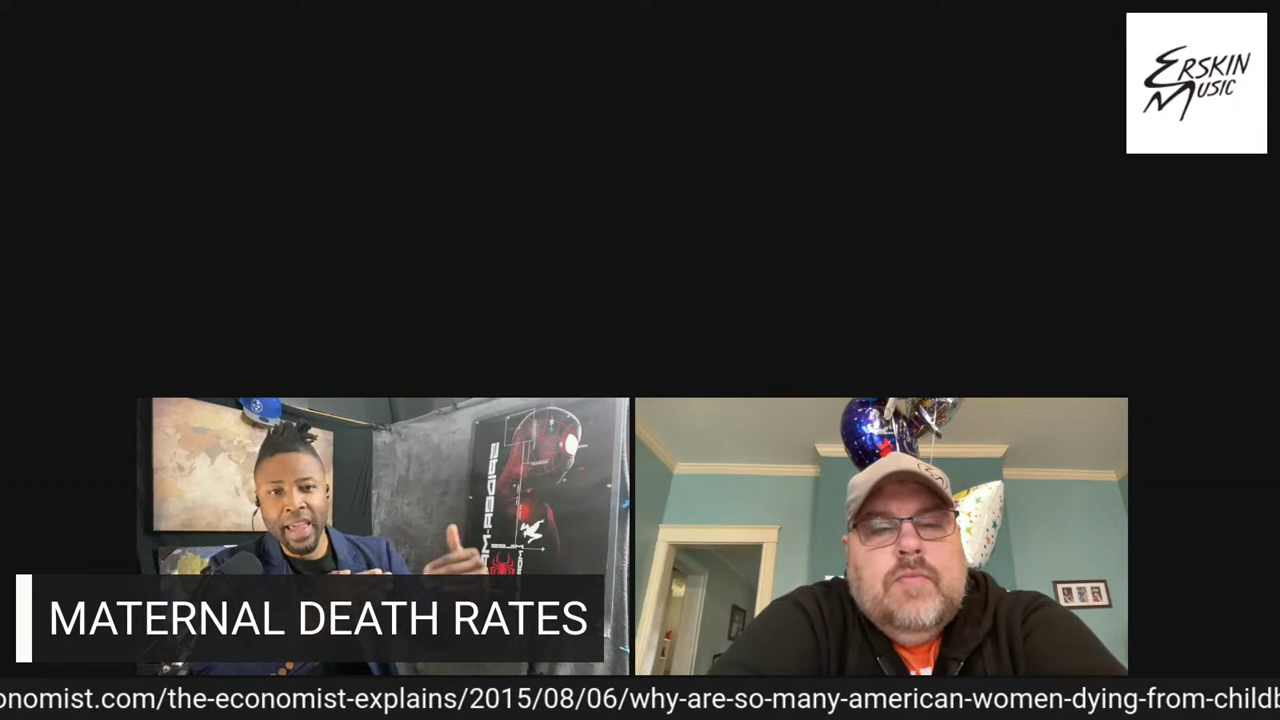 ERSKIN
MUSIC
MATERNAL DEATH RATES
onomist.com/the-economist-explains/2015/08/06/why-are-so-many-american-women-dying-from-childb